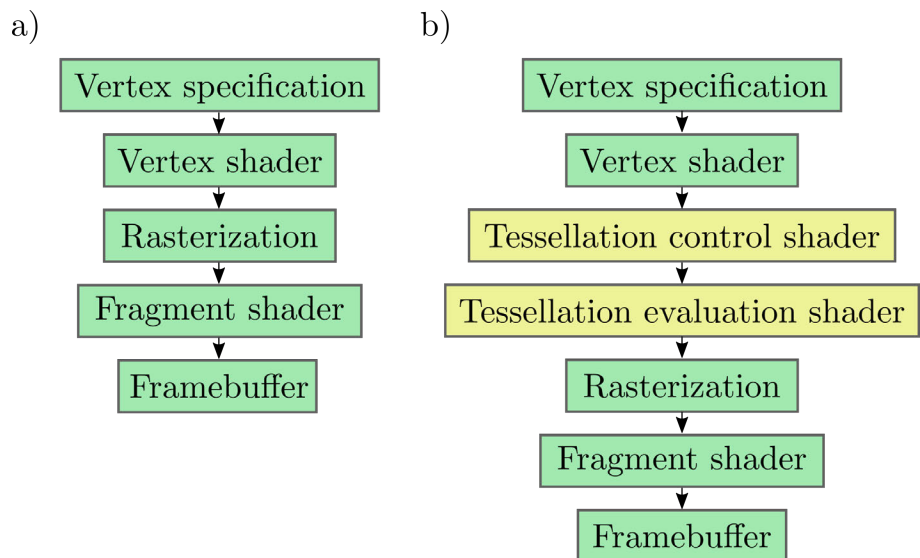 a)
Vertex specification
Vertex shader
Rasterization
Fragment shader
Framebuffer
b)
Vertex specification
Vertex shader
Tessellation control shader
Tessellation evaluation shader
Rasterization
Fragment shader
Framebuffer